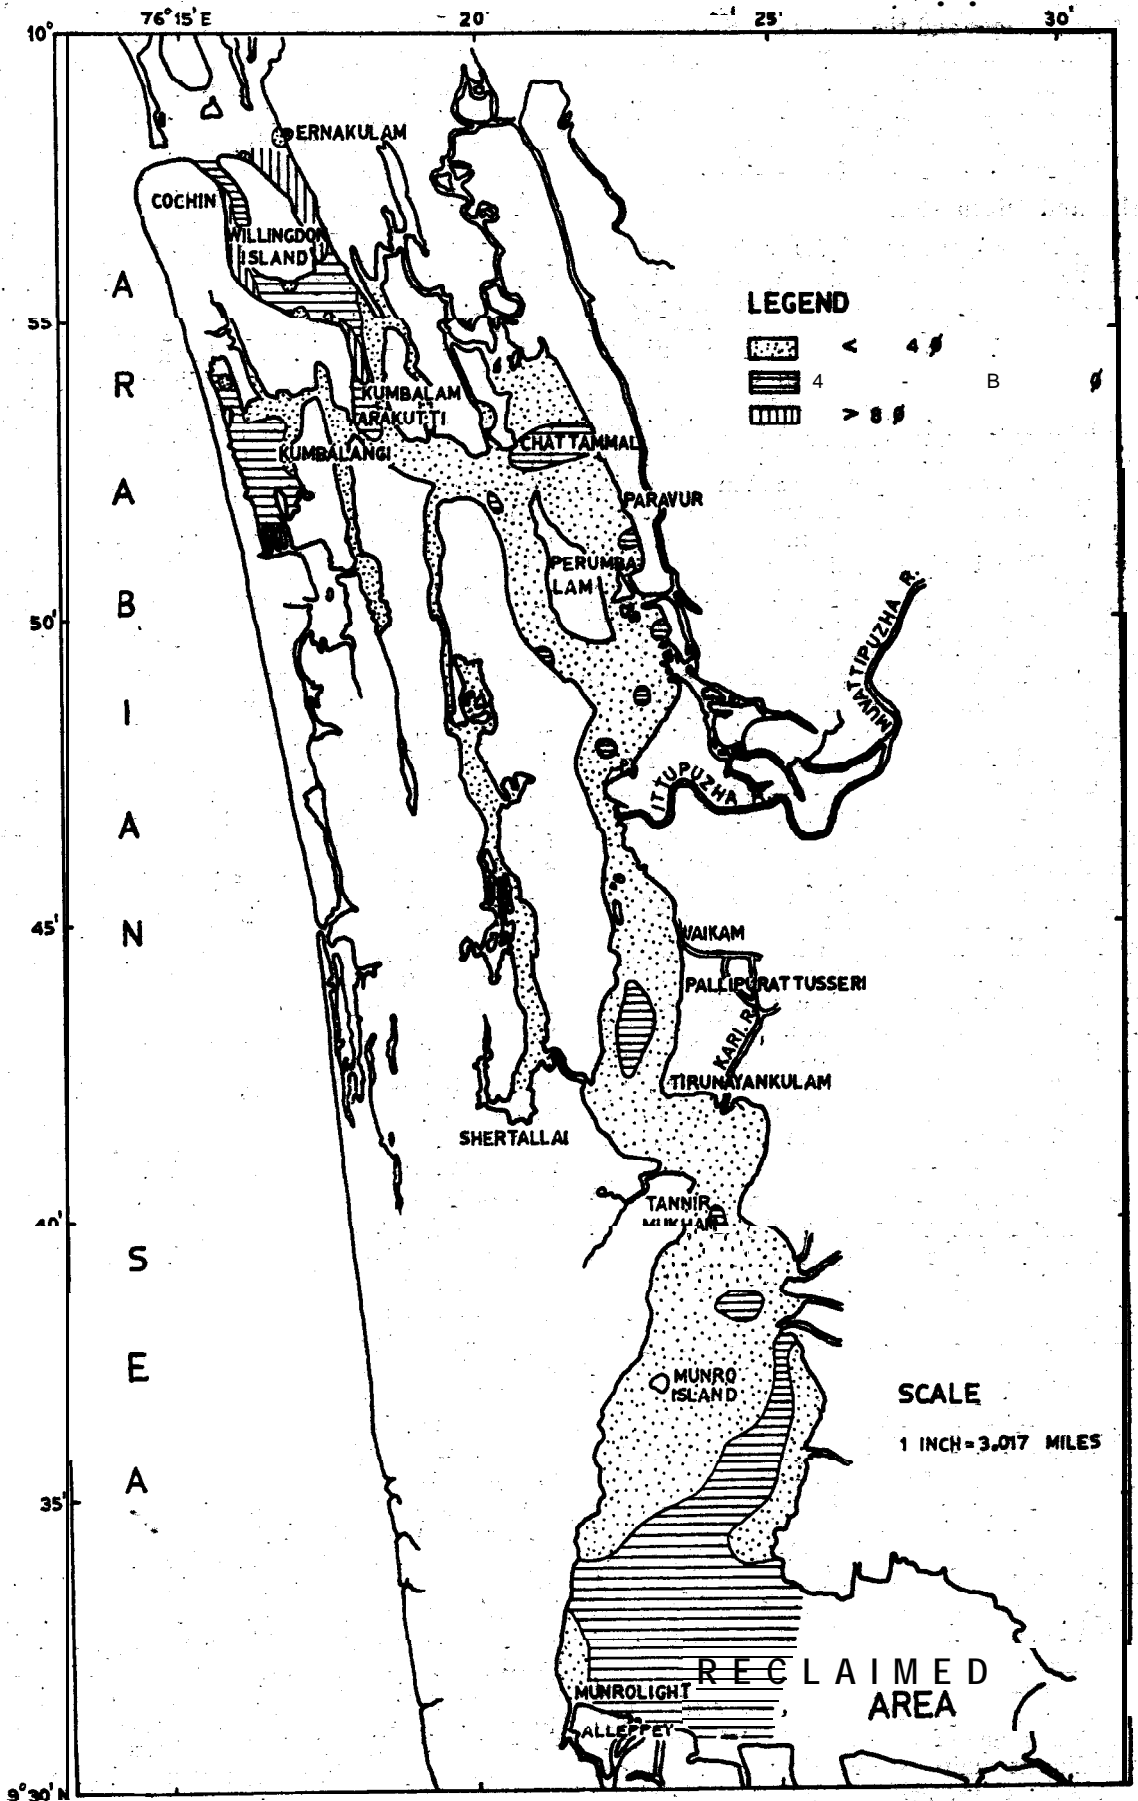 76° 15' E
20'
25'
30'
10°
ERNAKULAM
COCHIN
WILLINGDON
ISLAND
A
LEGEND
55'
< 4 Ø
R
4 - B Ø
KUMBALAM
> 8 Ø
ARAKUTTI
CHATTAMMAL
KUMBALANGI
A
PARAVUR
PERUMBA-
LAM
B
50'
MUVATTIPUZHA R.
I
ITTUPUZHA R.
A
45'
N
VAIKAM
PALLIPURATTUSSERI
KARI R.
TIRUNAYANKULAM
SHERTALLAI
TANNIR
MUKHAM
40'
S
E
MUNRO
ISLAND
SCALE
1 INCH = 3.017 MILES
A
35'
RECLAIMED
AREA
MUNROLIGHT
ALLEPPEY
9° 30' N